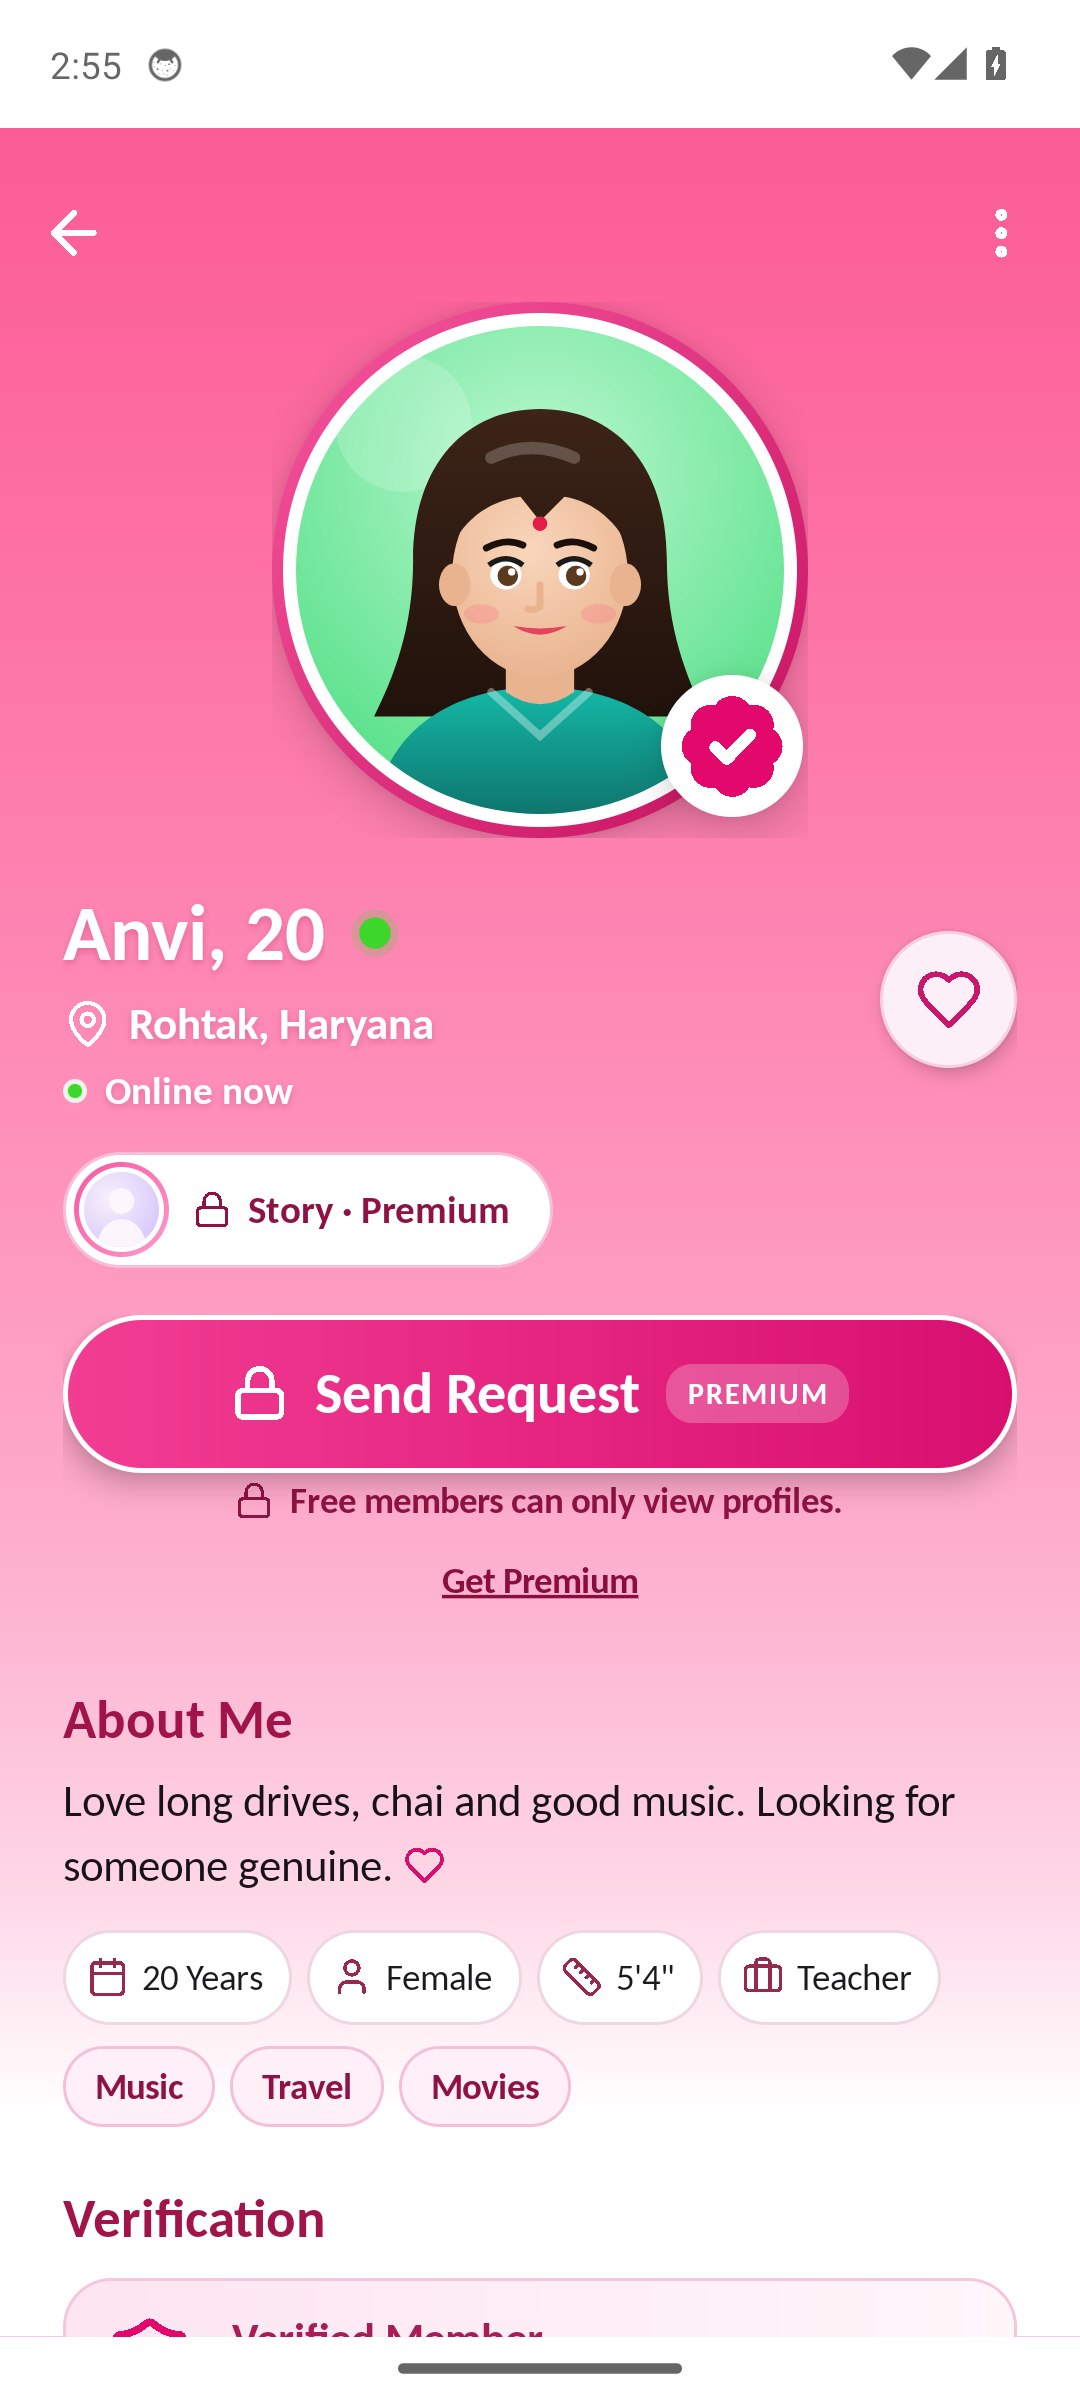 2:55
Anvi, 20
Rohtak, Haryana
Online now
Story · Premium
Send Request PREMIUM
Free members can only view profiles.
Get Premium
About Me
Love long drives, chai and good music. Looking for
someone genuine.
20 Years Female 5'4" Teacher
Music Travel Movies
Verification
Verified Member